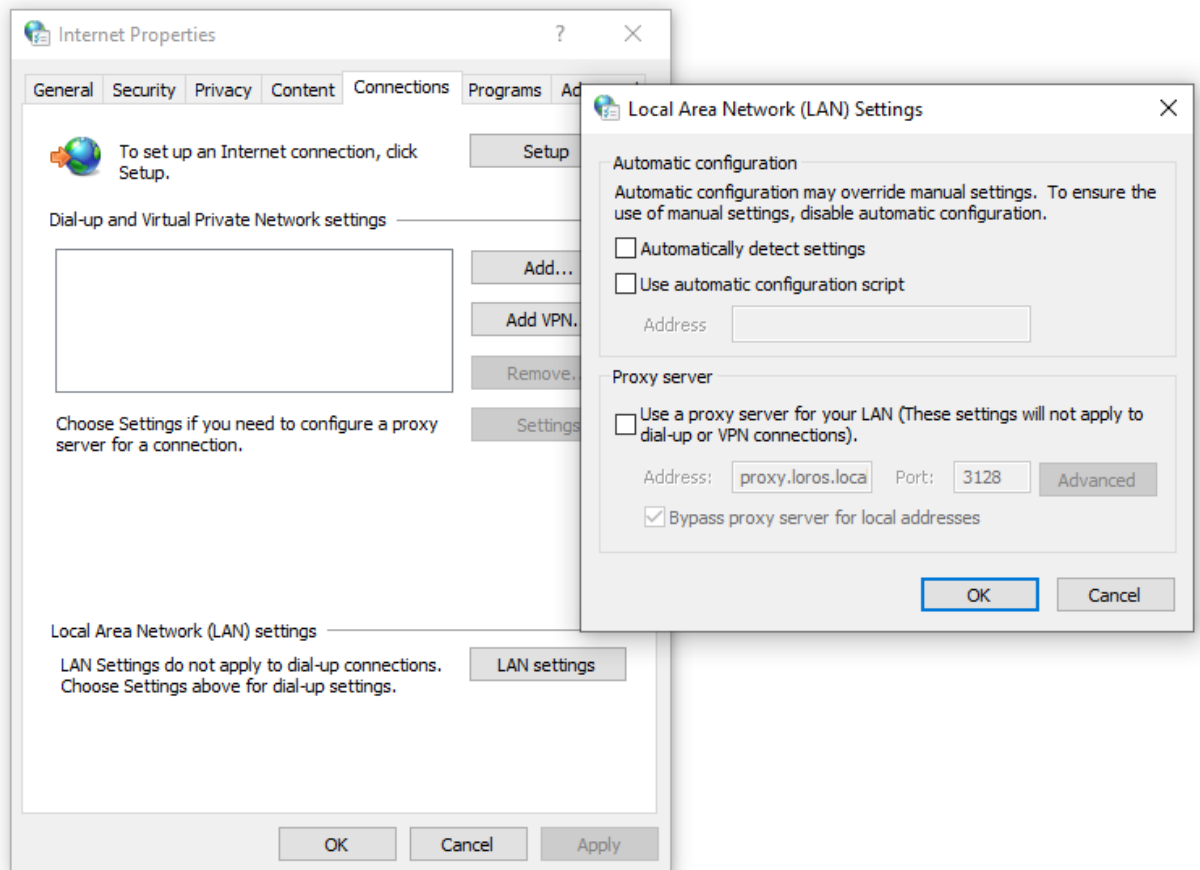 Internet Properties
?
General
Security
Privacy
Content
Connections
Programs
To set up an Internet connection, click
Setup.
Setup
Dial-up and Virtual Private Network settings
Add...
Add VPN.
Remove..
Settings
Choose Settings if you need to configure a proxy
server for a connection.
Local Area Network (LAN) settings
LAN Settings do not apply to dial-up connections.
Choose Settings above for dial-up settings.
LAN settings
OK
Cancel
Apply
Local Area Network (LAN) Settings
Automatic configuration
Automatic configuration may override manual settings. To ensure the
use of manual settings, disable automatic configuration.
Automatically detect settings
Use automatic configuration script
Address
Proxy server
Use a proxy server for your LAN (These settings will not apply to
dial-up or VPN connections).
Address: proxy.loros.loca Port: 3128 Advanced
Bypass proxy server for local addresses
OK
Cancel